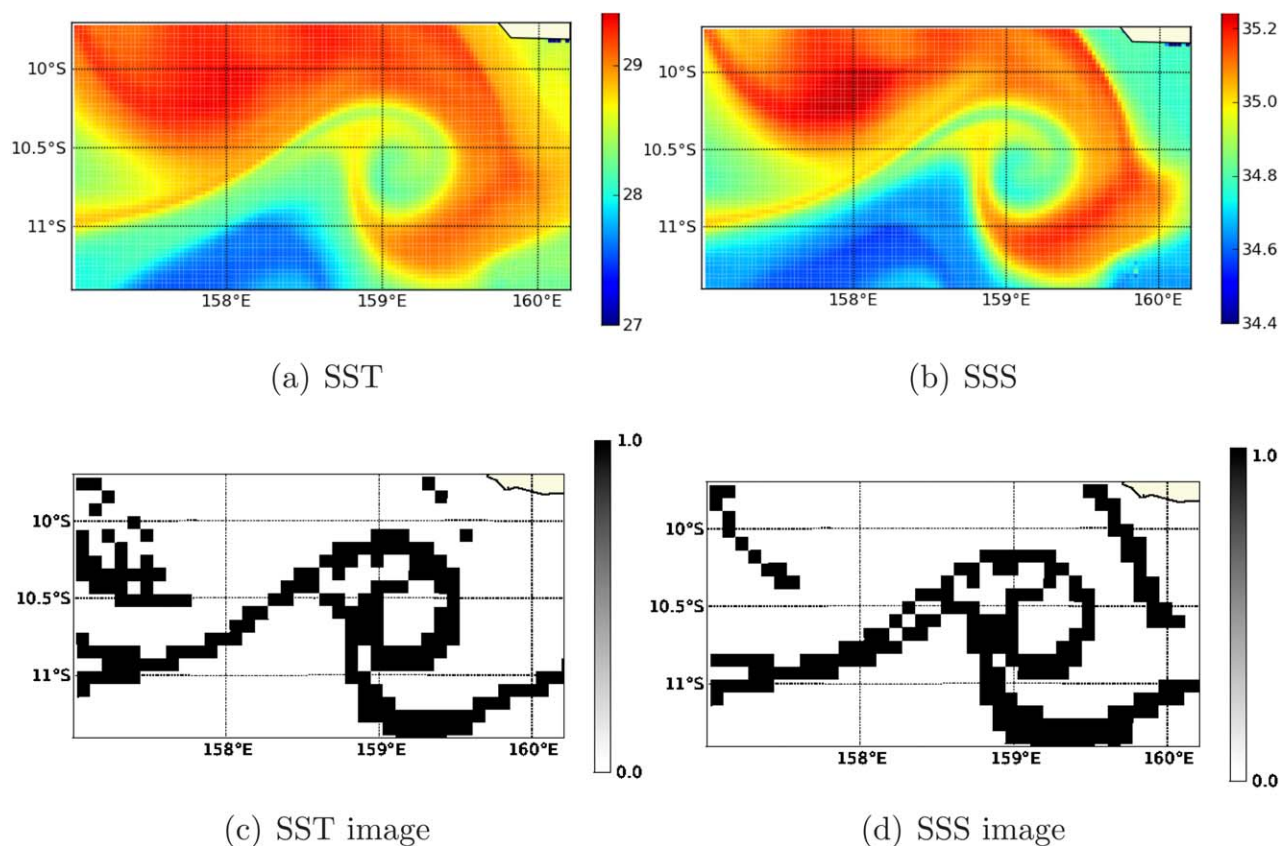 10°S
10.5°S
11°S
158°E
159°E
160°E
29
28
27
(a) SST
10°S
10.5°S
11°S
158°E
159°E
160°E
35.2
35.0
34.8
34.6
34.4
(b) SSS
10°S
10.5°S
11°S
158°E
159°E
160°E
1.0
0.0
(c) SST image
10°S
10.5°S
11°S
158°E
159°E
160°E
1.0
0.0
(d) SSS image